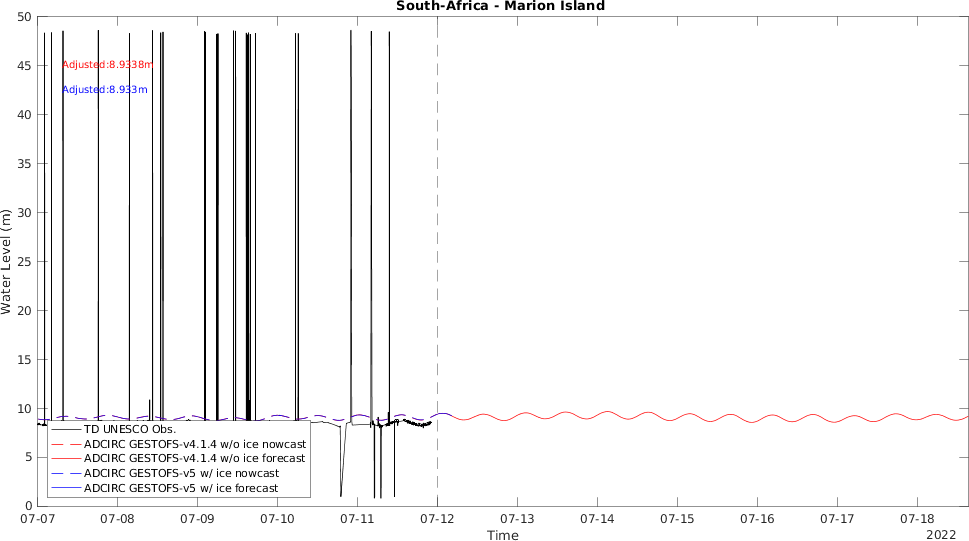 South-Africa - Marion Island
50
45
40
35
30
25
20
15
10
5
0
Water Level (m)
Adjusted:8.9338m
Adjusted:8.933m
TD UNESCO Obs.
ADCIRC GESTOFS-v4.1.4 w/o ice nowcast
ADCIRC GESTOFS-v4.1.4 w/o ice forecast
ADCIRC GESTOFS-v5 w/ ice nowcast
ADCIRC GESTOFS-v5 w/ ice forecast
07-07 07-08 07-09 07-10 07-11 07-12 07-13 07-14 07-15 07-16 07-17 07-18
Time
2022